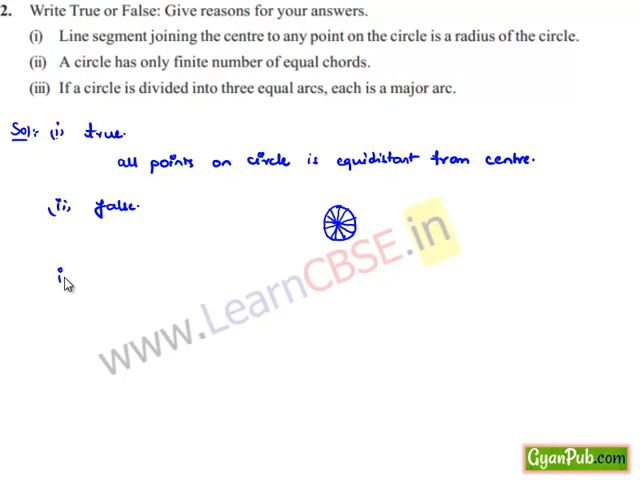 2. Write True or False: Give reasons for your answers.
(i) Line segment joining the centre to any point on the circle is a radius of the circle.
(ii) A circle has only finite number of equal chords.
(iii) If a circle is divided into three equal arcs, each is a major arc.
Sol: (i) true.
all points on circle is equidistant from centre.
(ii) false.
i
www.LearnCBSE.in
GyanPub.com